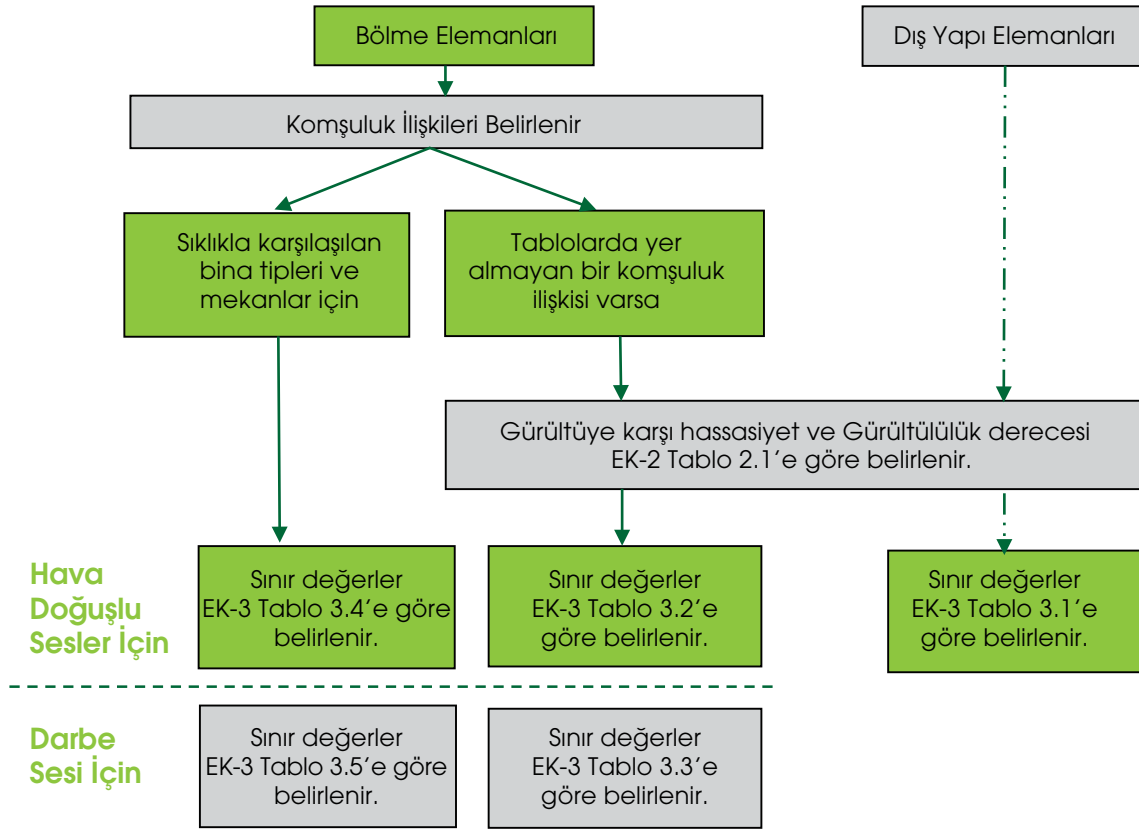 Bölme Elemanları
Dış Yapı Elemanları
Komşuluk İlişkileri Belirlenir
Sıklıkla karşılaşılan
bina tipleri ve
mekanlar için
Tablolarda yer
almayan bir komşuluk
ilişkisi varsa
Gürültüye karşı hassasiyet ve Gürültülülük derecesi
EK-2 Tablo 2.1’e göre belirlenir.
Hava
Doğuşlu
Sesler İçin
Sınır değerler
EK-3 Tablo 3.4’e göre
belirlenir.
Sınır değerler
EK-3 Tablo 3.2’e
göre belirlenir.
Sınır değerler
EK-3 Tablo 3.1’e
göre belirlenir.
Darbe
Sesi İçin
Sınır değerler
EK-3 Tablo 3.5’e göre
belirlenir.
Sınır değerler
EK-3 Tablo 3.3’e
göre belirlenir.